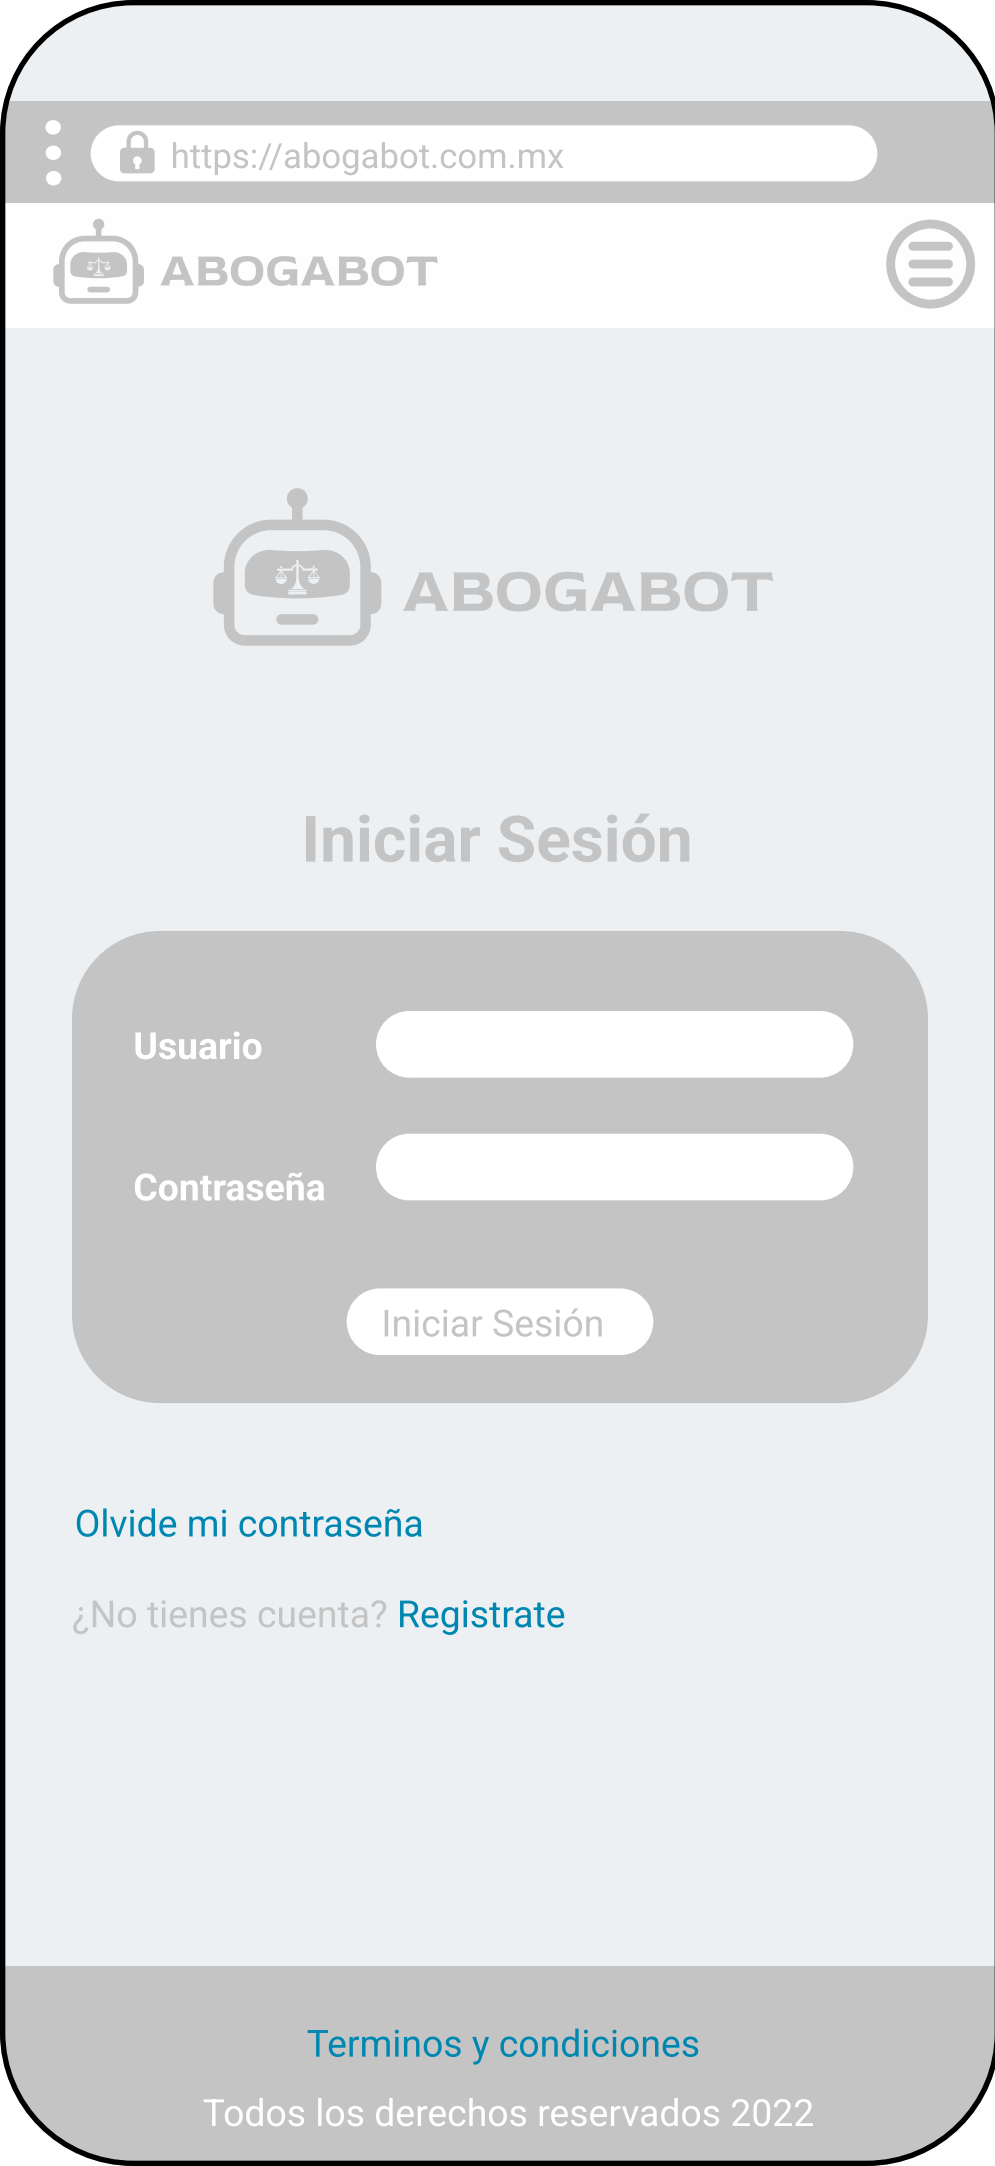 https://abogabot.com.mx
ABOGABOT
ABOGABOT
Iniciar Sesión
Usuario
Contraseña
Iniciar Sesión
Olvide mi contraseña
¿No tienes cuenta? Registrate
Terminos y condiciones
Todos los derechos reservados 2022